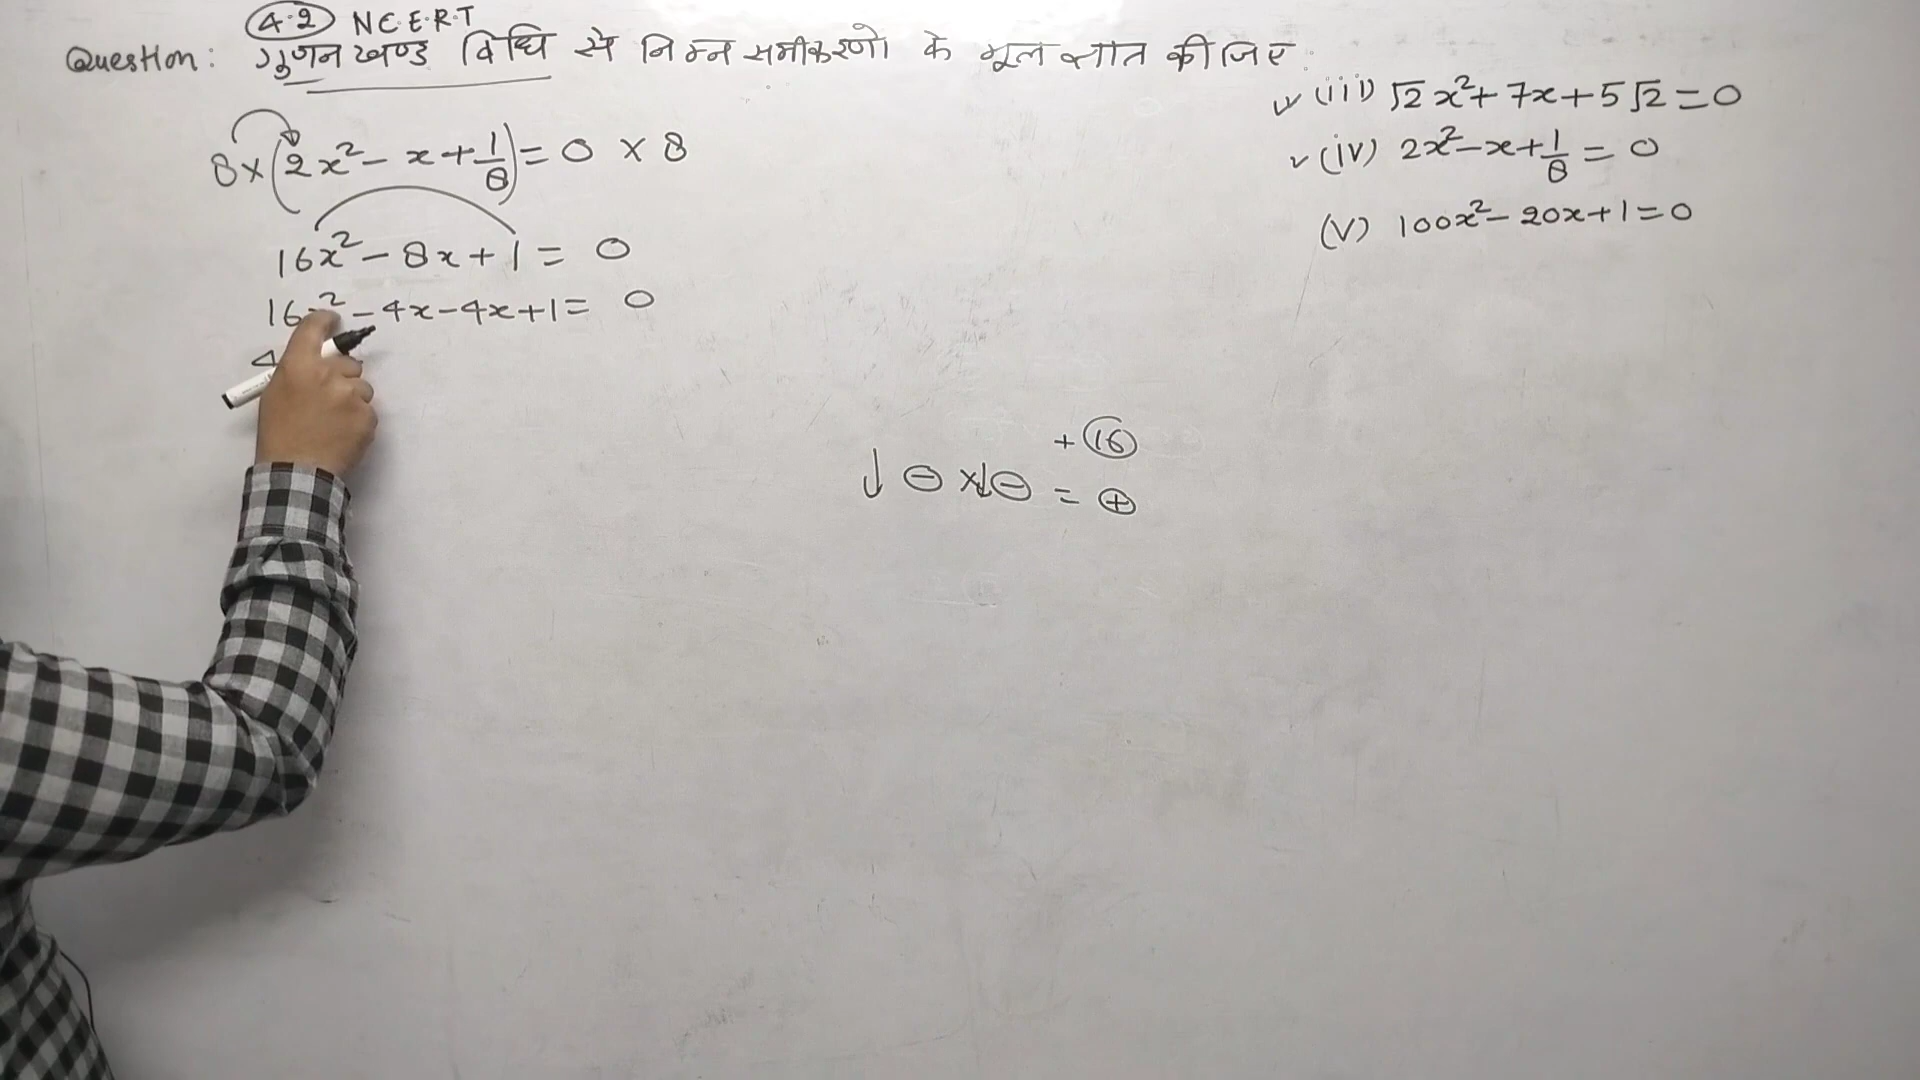 4.2 N.C.E.R.T
Question: गुणनखण्ड विधि से निम्न समीकरणो के मूल ज्ञात कीजिए:
(iii) √2x²+7x+5√2=0
(iv) 2x²-x+1/8=0
(v) 100x²-20x+1=0
8×(2x²-x+1/8)=0×8
16x²-8x+1=0
16x²-4x-4x+1=0
4
+16
↓⊖×↓⊖=⊕